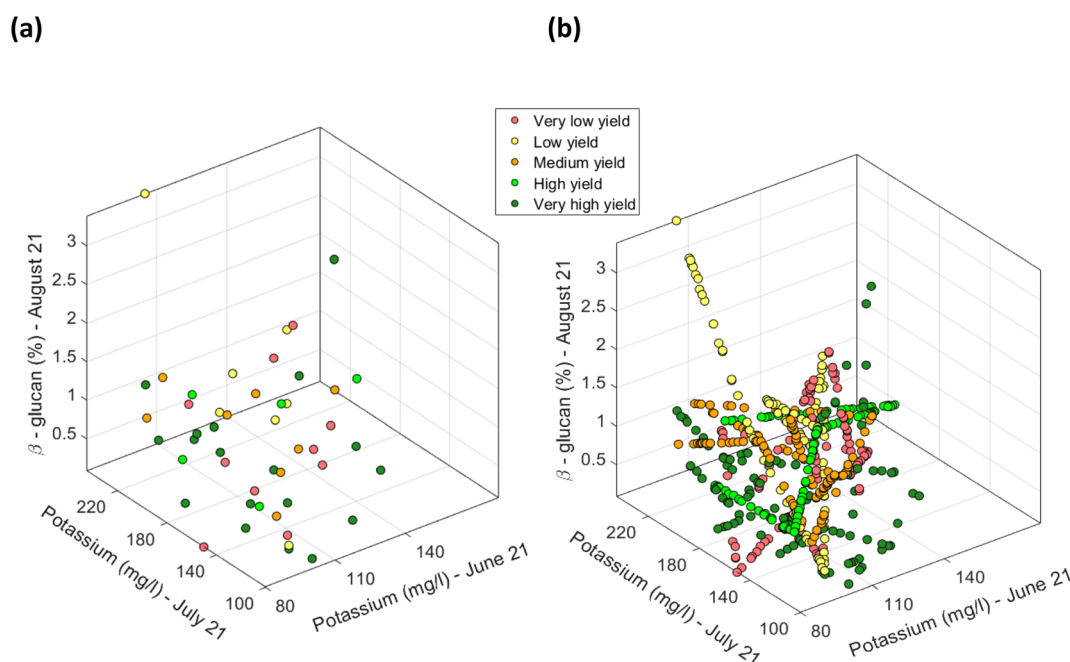 (a)
(b)
Very low yield
Low yield
Medium yield
High yield
Very high yield
3
2.5
2
1.5
1
0.5
β - glucan (%) - August 21
220
180
140
100
Potassium (mg/l) - July 21
80
110
140
Potassium (mg/l) - June 21
3
2.5
2
1.5
1
0.5
β - glucan (%) - August 21
220
180
140
100
Potassium (mg/l) - July 21
80
110
140
Potassium (mg/l) - June 21